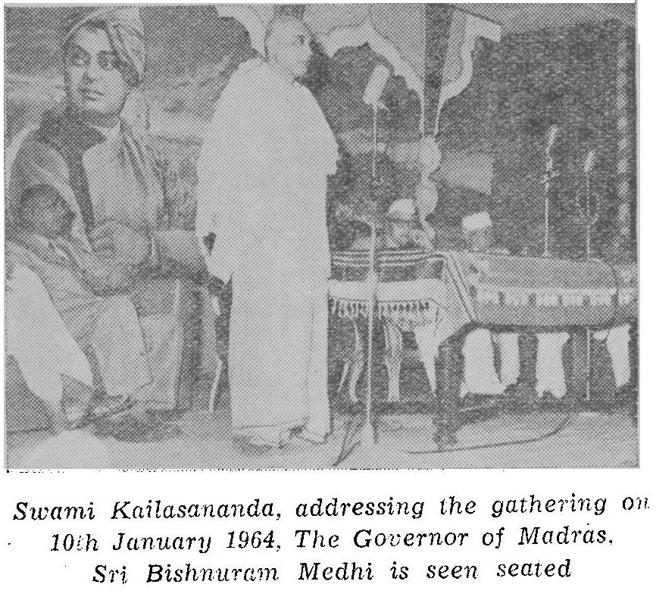 Swami Kailasananda, addressing the gathering on
10th January 1964, The Governor of Madras.
Sri Bishnuram Medhi is seen seated